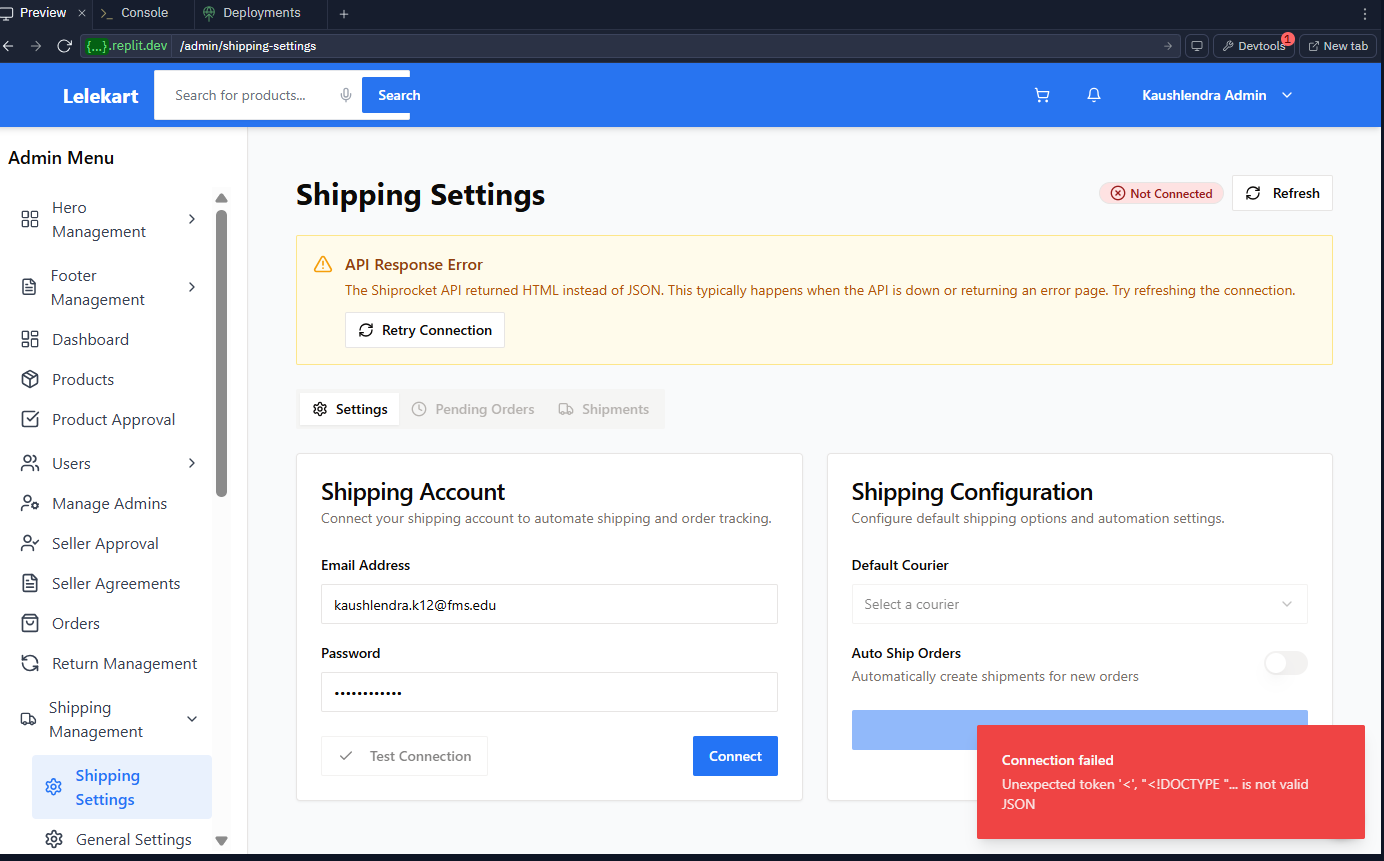 Preview
Console
Deployments
{...}.replit.dev /admin/shipping-settings
Devtools 1
New tab
Lelekart
Search for products...
Search
Kaushlendra Admin
Admin Menu
Hero
Management
Footer
Management
Dashboard
Products
Product Approval
Users
Manage Admins
Seller Approval
Seller Agreements
Orders
Return Management
Shipping
Management
Shipping
Settings
General Settings
Shipping Settings
Not Connected
Refresh
API Response Error
The Shiprocket API returned HTML instead of JSON. This typically happens when the API is down or returning an error page. Try refreshing the connection.
Retry Connection
Settings
Pending Orders
Shipments
Shipping Account
Connect your shipping account to automate shipping and order tracking.
Email Address
kaushlendra.k12@fms.edu
Password
••••••••••••
Test Connection
Connect
Shipping Configuration
Configure default shipping options and automation settings.
Default Courier
Select a courier
Auto Ship Orders
Automatically create shipments for new orders
Connection failed
Unexpected token '<', "<!DOCTYPE "... is not valid
JSON